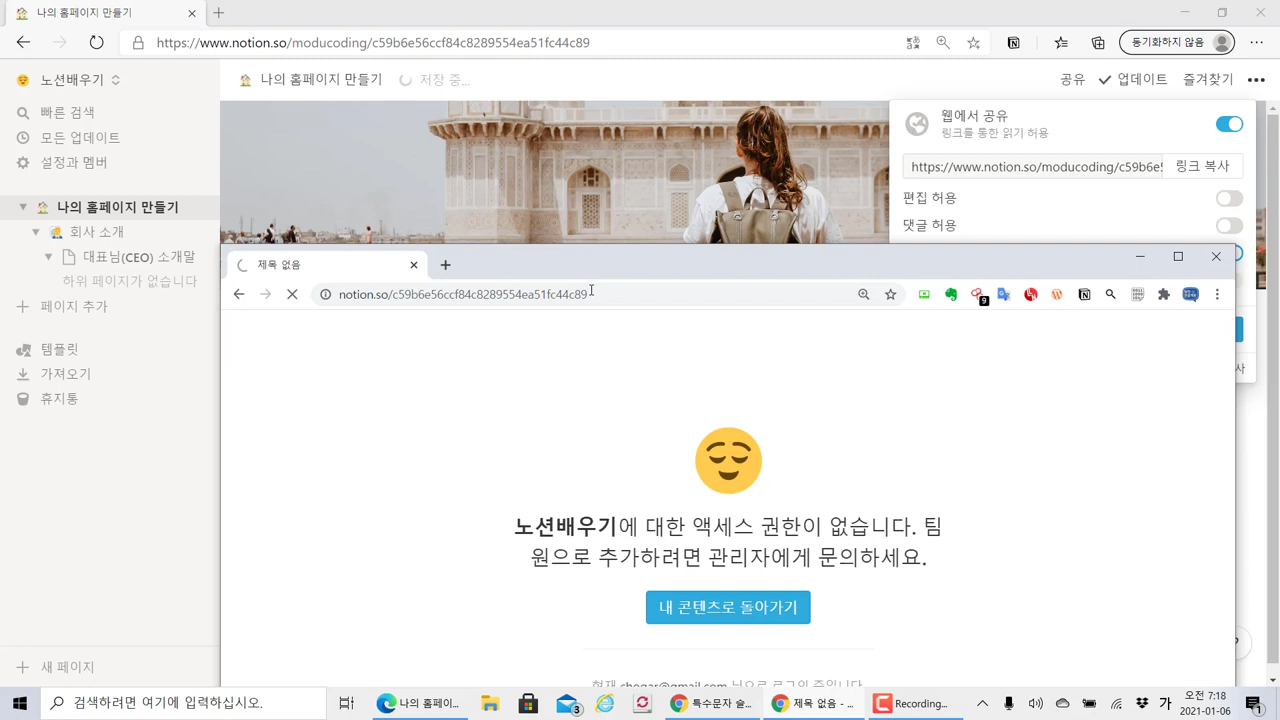 나의 홈페이지 만들기
https://www.notion.so/moducoding/c59b6e56ccf84c8289554ea51fc44c89
동기화하지 않음
노션배우기
나의 홈페이지 만들기
저장 중...
공유
업데이트
즐겨찾기
빠른 검색
모든 업데이트
설정과 멤버
나의 홈페이지 만들기
회사 소개
대표님(CEO) 소개말
하위 페이지가 없습니다
페이지 추가
템플릿
가져오기
휴지통
새 페이지
웹에서 공유
링크를 통한 읽기 허용
https://www.notion.so/moducoding/c59b6e5
링크 복사
편집 허용
댓글 허용
사
제목 없음
notion.so/c59b6e56ccf84c8289554ea51fc44c89
9
노션배우기에 대한 액세스 권한이 없습니다. 팀
원으로 추가하려면 관리자에게 문의하세요.
내 콘텐츠로 돌아가기
검색하려면 여기에 입력하십시오.
나의 홈페이...
3
특수문자 슬...
제목 없음 - ...
Recording...
가
오전 7:18
2021-01-06
1